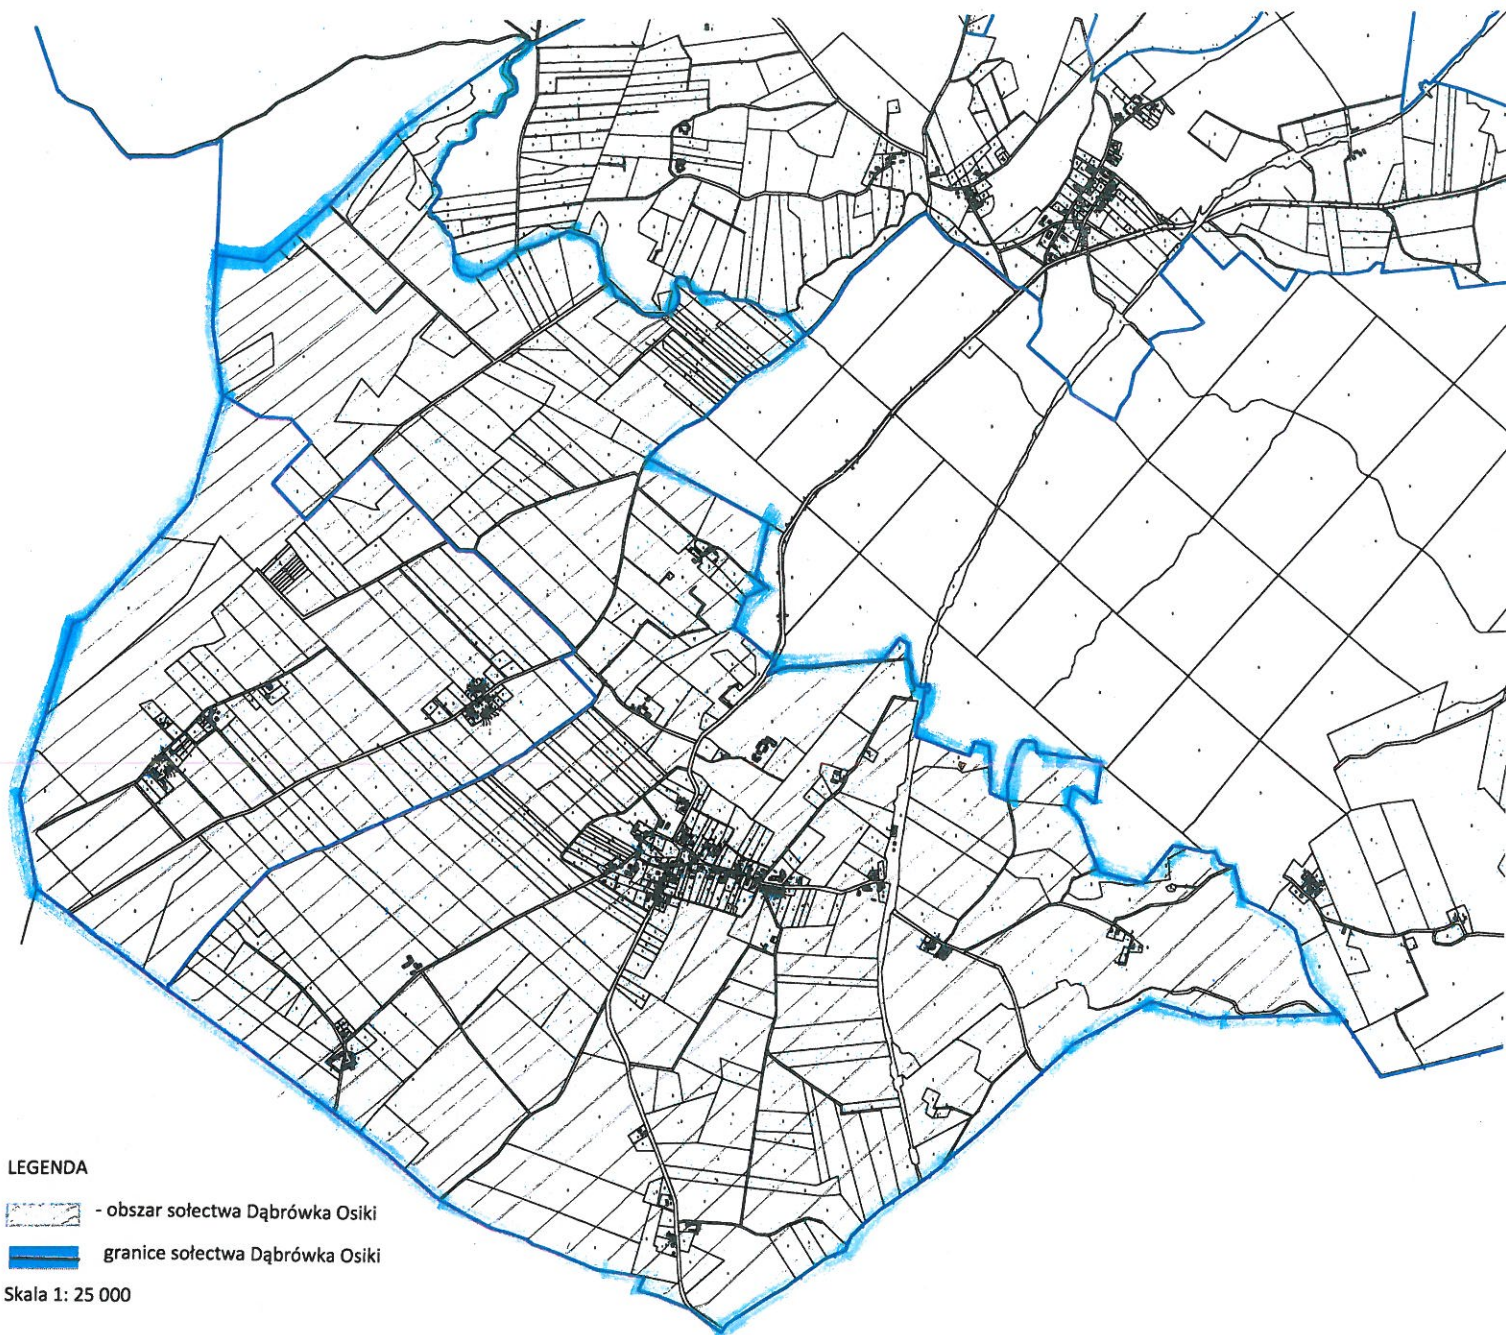 LEGENDA
- obszar sołectwa Dąbrówka Osiki
granice sołectwa Dąbrówka Osiki
Skala 1: 25 000